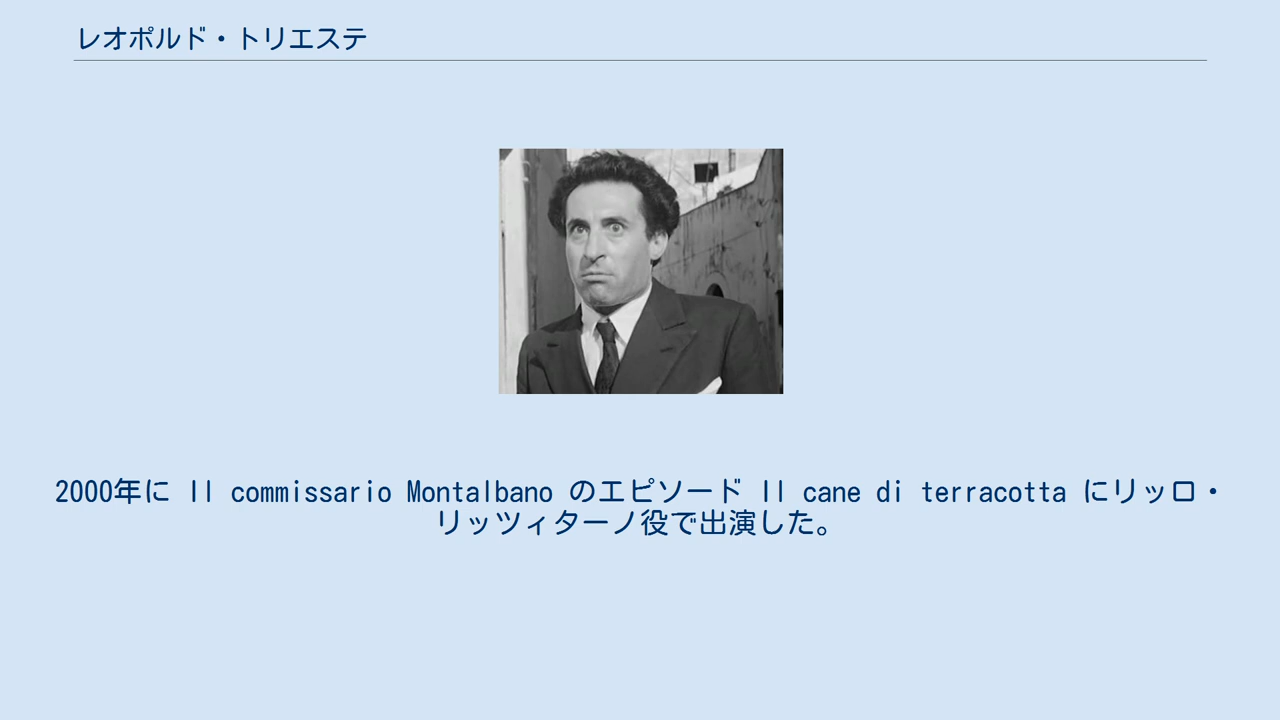 レオポルド・トリエステ
2000年に Il commissario Montalbano のエピソード Il cane di terracotta にリッロ・
リッツィターノ役で出演した。